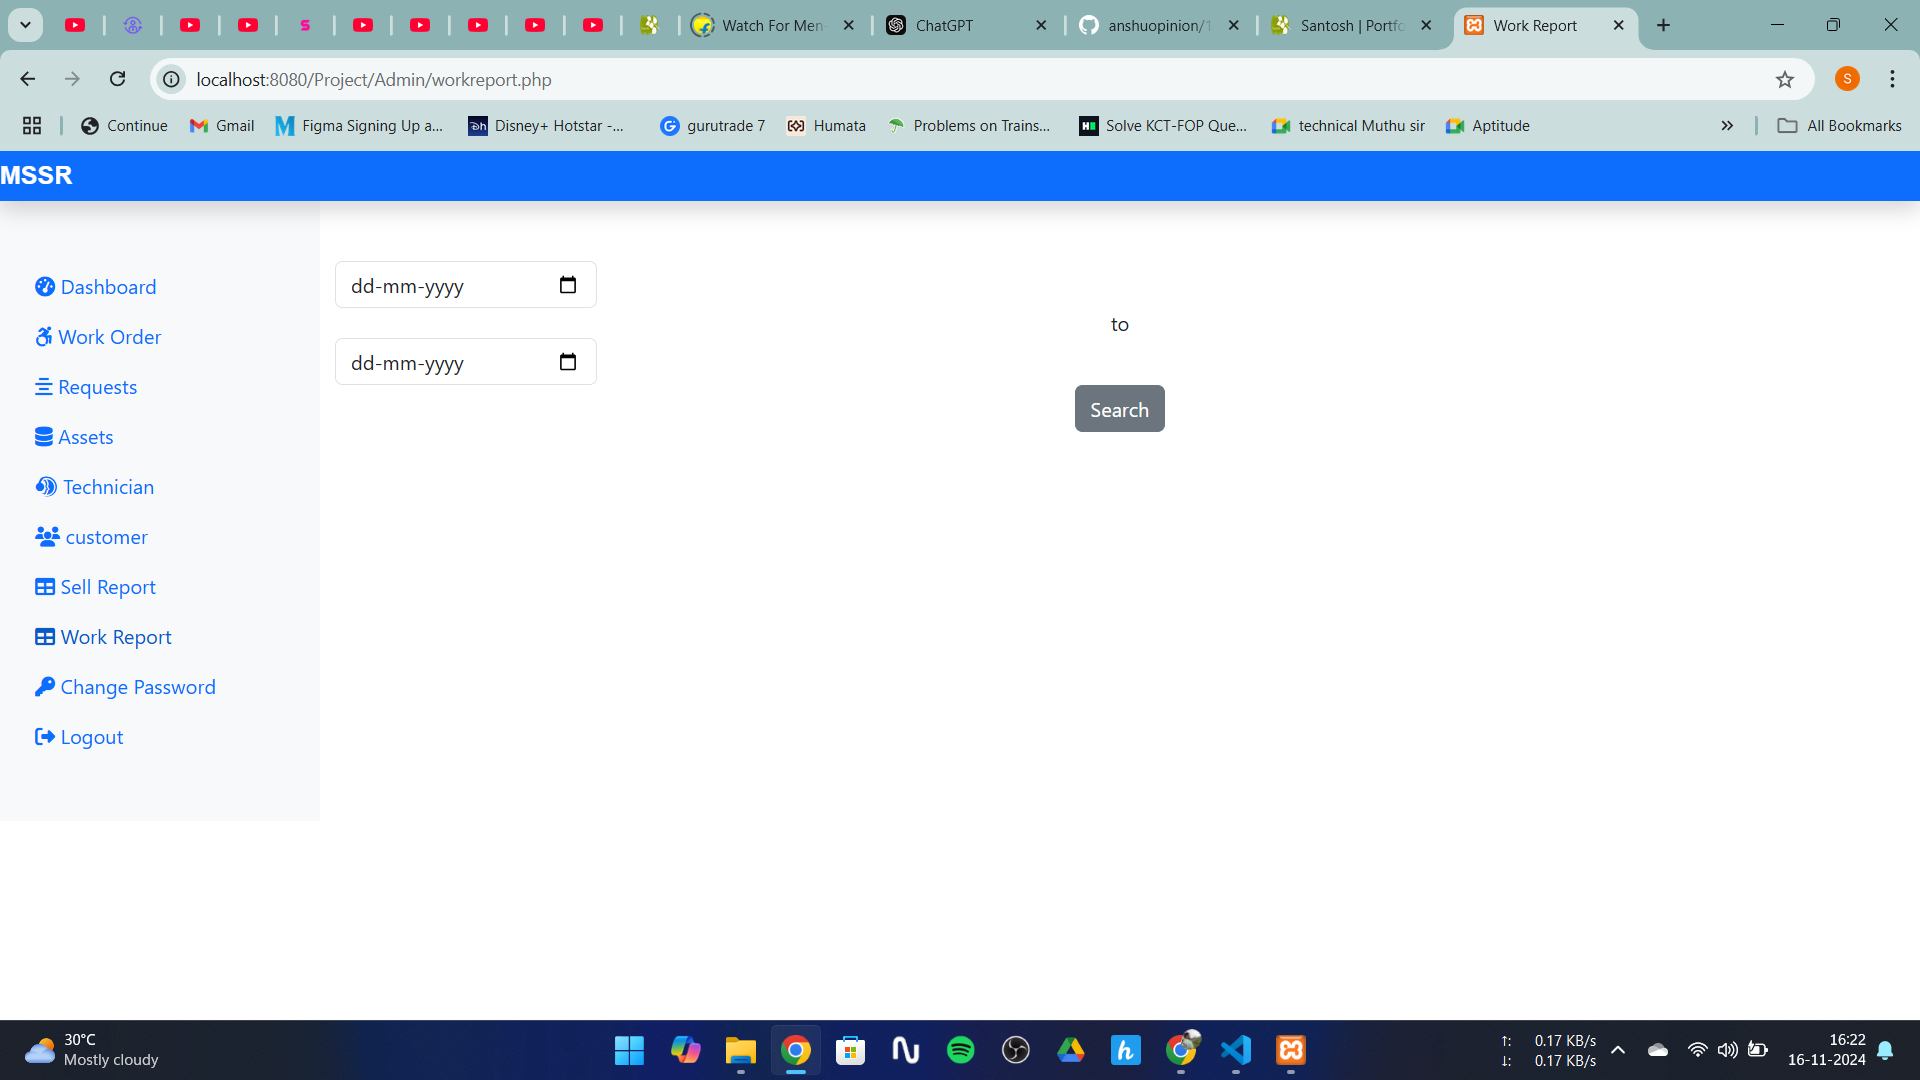 Watch For Men
ChatGPT
anshuopinion/1
Santosh | Portfo
Work Report
localhost:8080/Project/Admin/workreport.php
S
Continue
Gmail
Figma Signing Up a...
Disney+ Hotstar -...
gurutrade 7
Humata
Problems on Trains...
Solve KCT-FOP Que...
technical Muthu sir
Aptitude
All Bookmarks
MSSR
Dashboard
Work Order
Requests
Assets
Technician
customer
Sell Report
Work Report
Change Password
Logout
dd-mm-yyyy
to
dd-mm-yyyy
Search
30°C
Mostly cloudy
↑: 0.17 KB/s
↓: 0.17 KB/s
16:22
16-11-2024